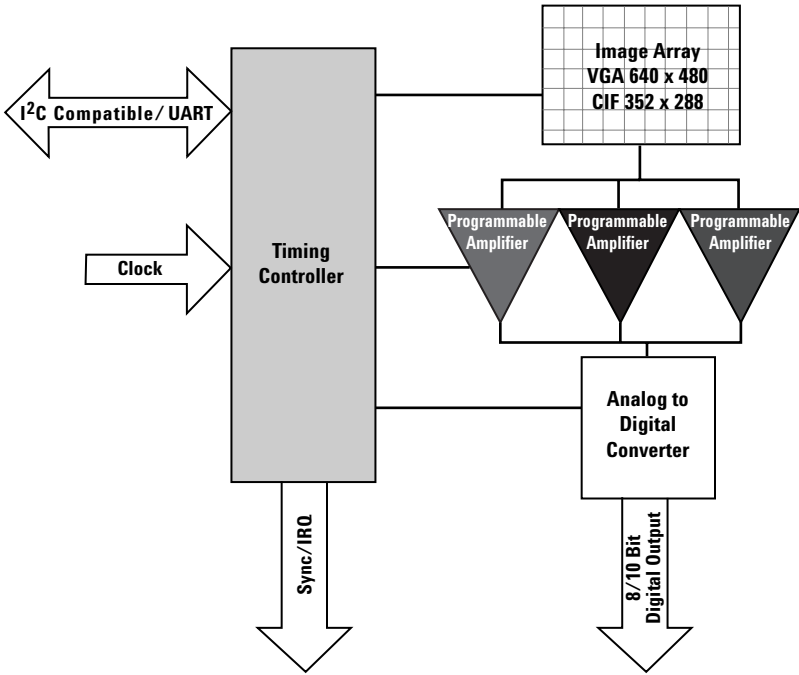 Image Array
VGA 640 x 480
CIF 352 x 288
I²C Compatible/ UART
Programmable
Amplifier
Programmable
Amplifier
Programmable
Amplifier
Timing
Controller
Clock
Analog to
Digital
Converter
Sync/IRQ
8/10 Bit
Digital Output